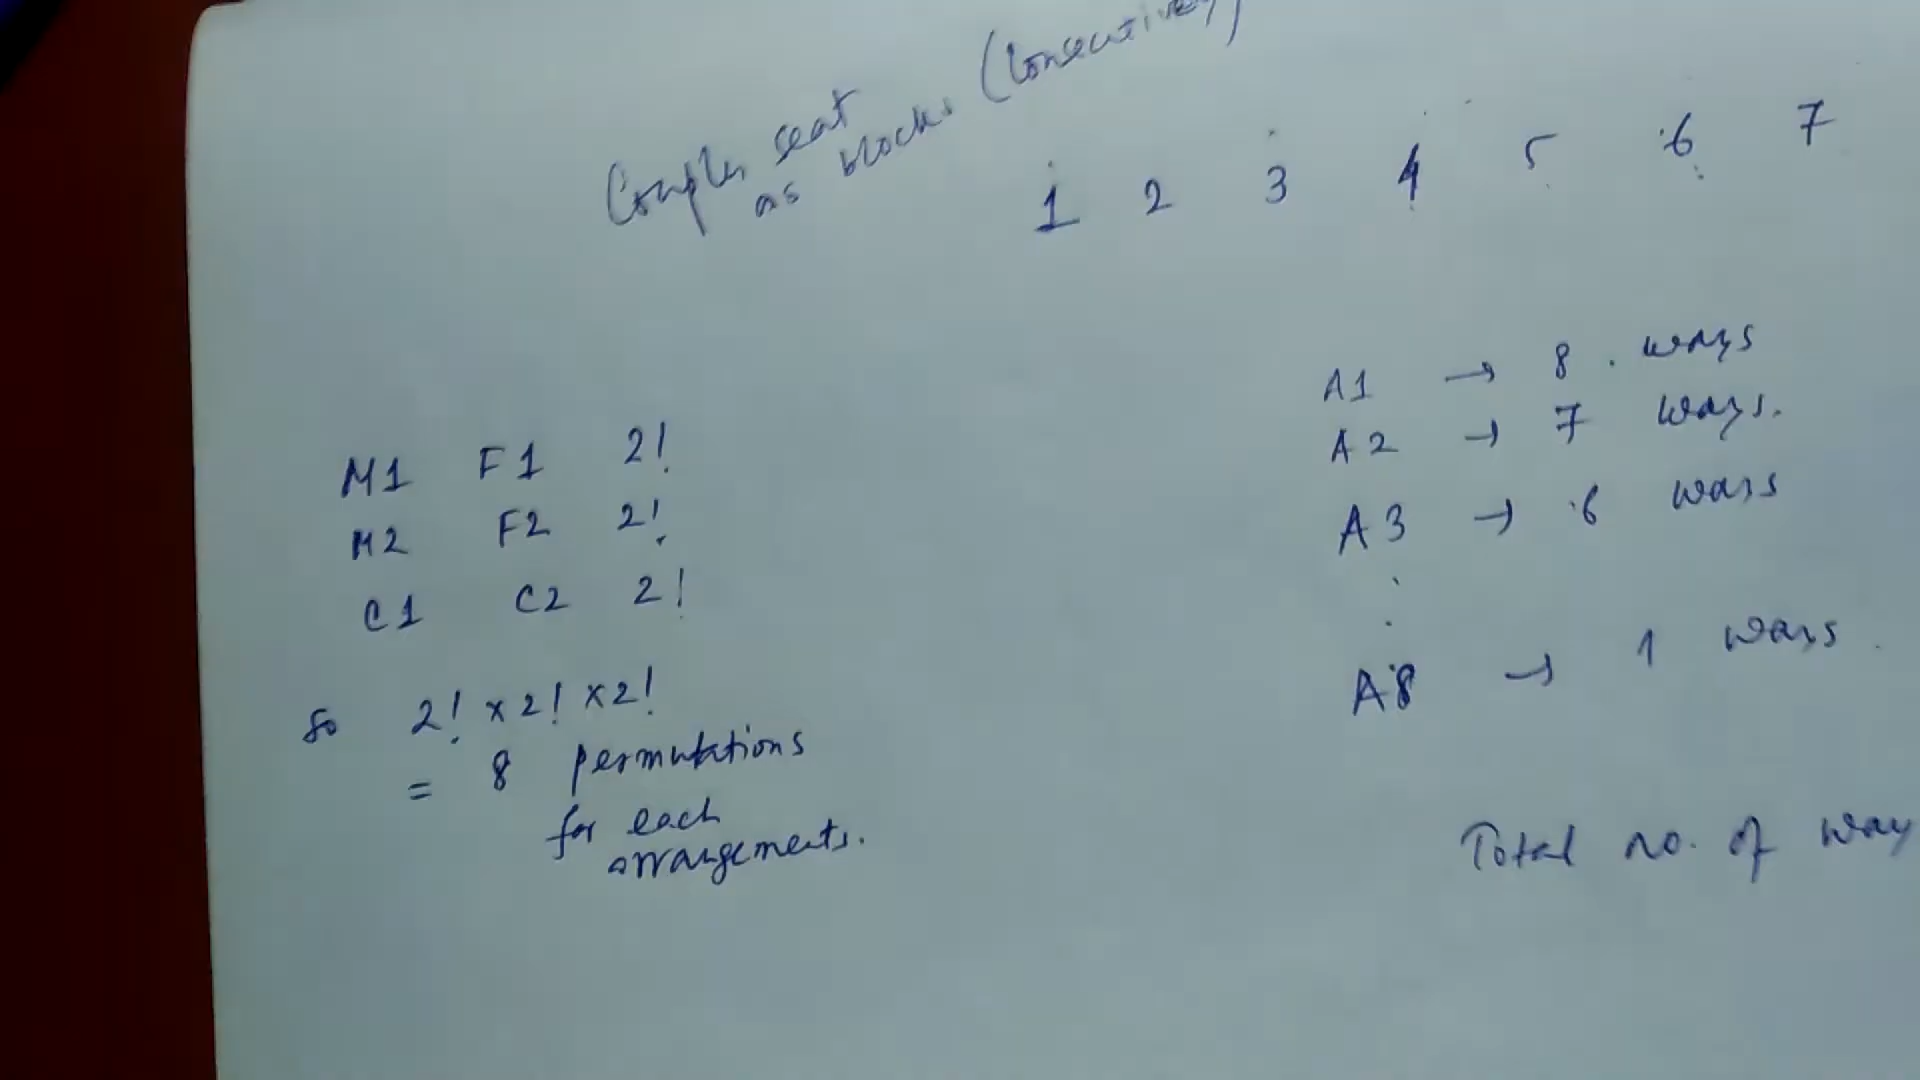 Couples seat
as blocks (Consecutively)
1 2 3 4 5 6 7
M1 F1 2!
M2 F2 2!
C1 C2 2!
So 2! x 2! x 2!
= 8 permutations
for each
arrangements.
A1 → 8 ways
A2 → 7 ways.
A3 → 6 ways
:
A8 → 1 ways.
Total no. of way